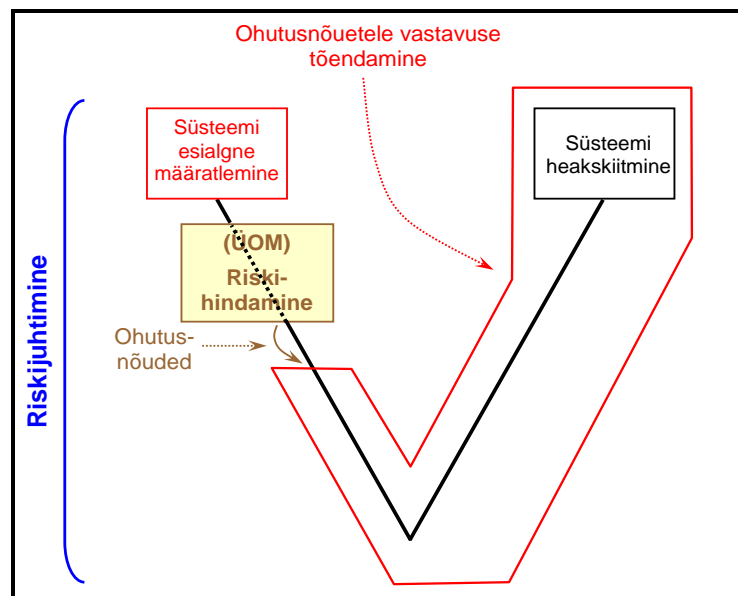 Ohutusnõuetele vastavuse
tõendamine
Süsteemi
esialgne
määratlemine
Süsteemi
heakskiitmine
(ÜOM)
Riski-
hindamine
Ohutus-
nõuded
Riskijuhtimine